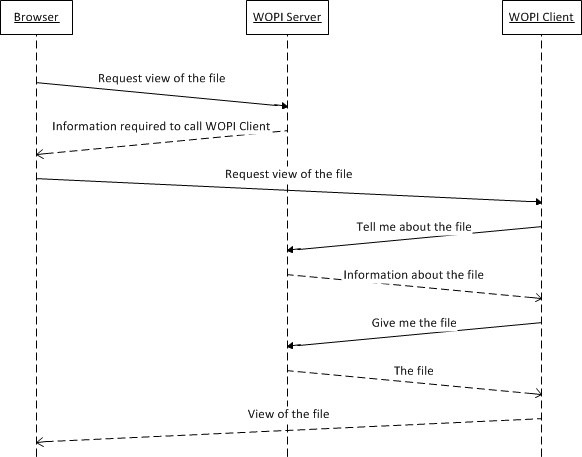 Browser
WOPI Server
WOPI Client
Request view of the file
Information required to call WOPI Client
Request view of the file
Tell me about the file
Information about the file
Give me the file
The file
View of the file